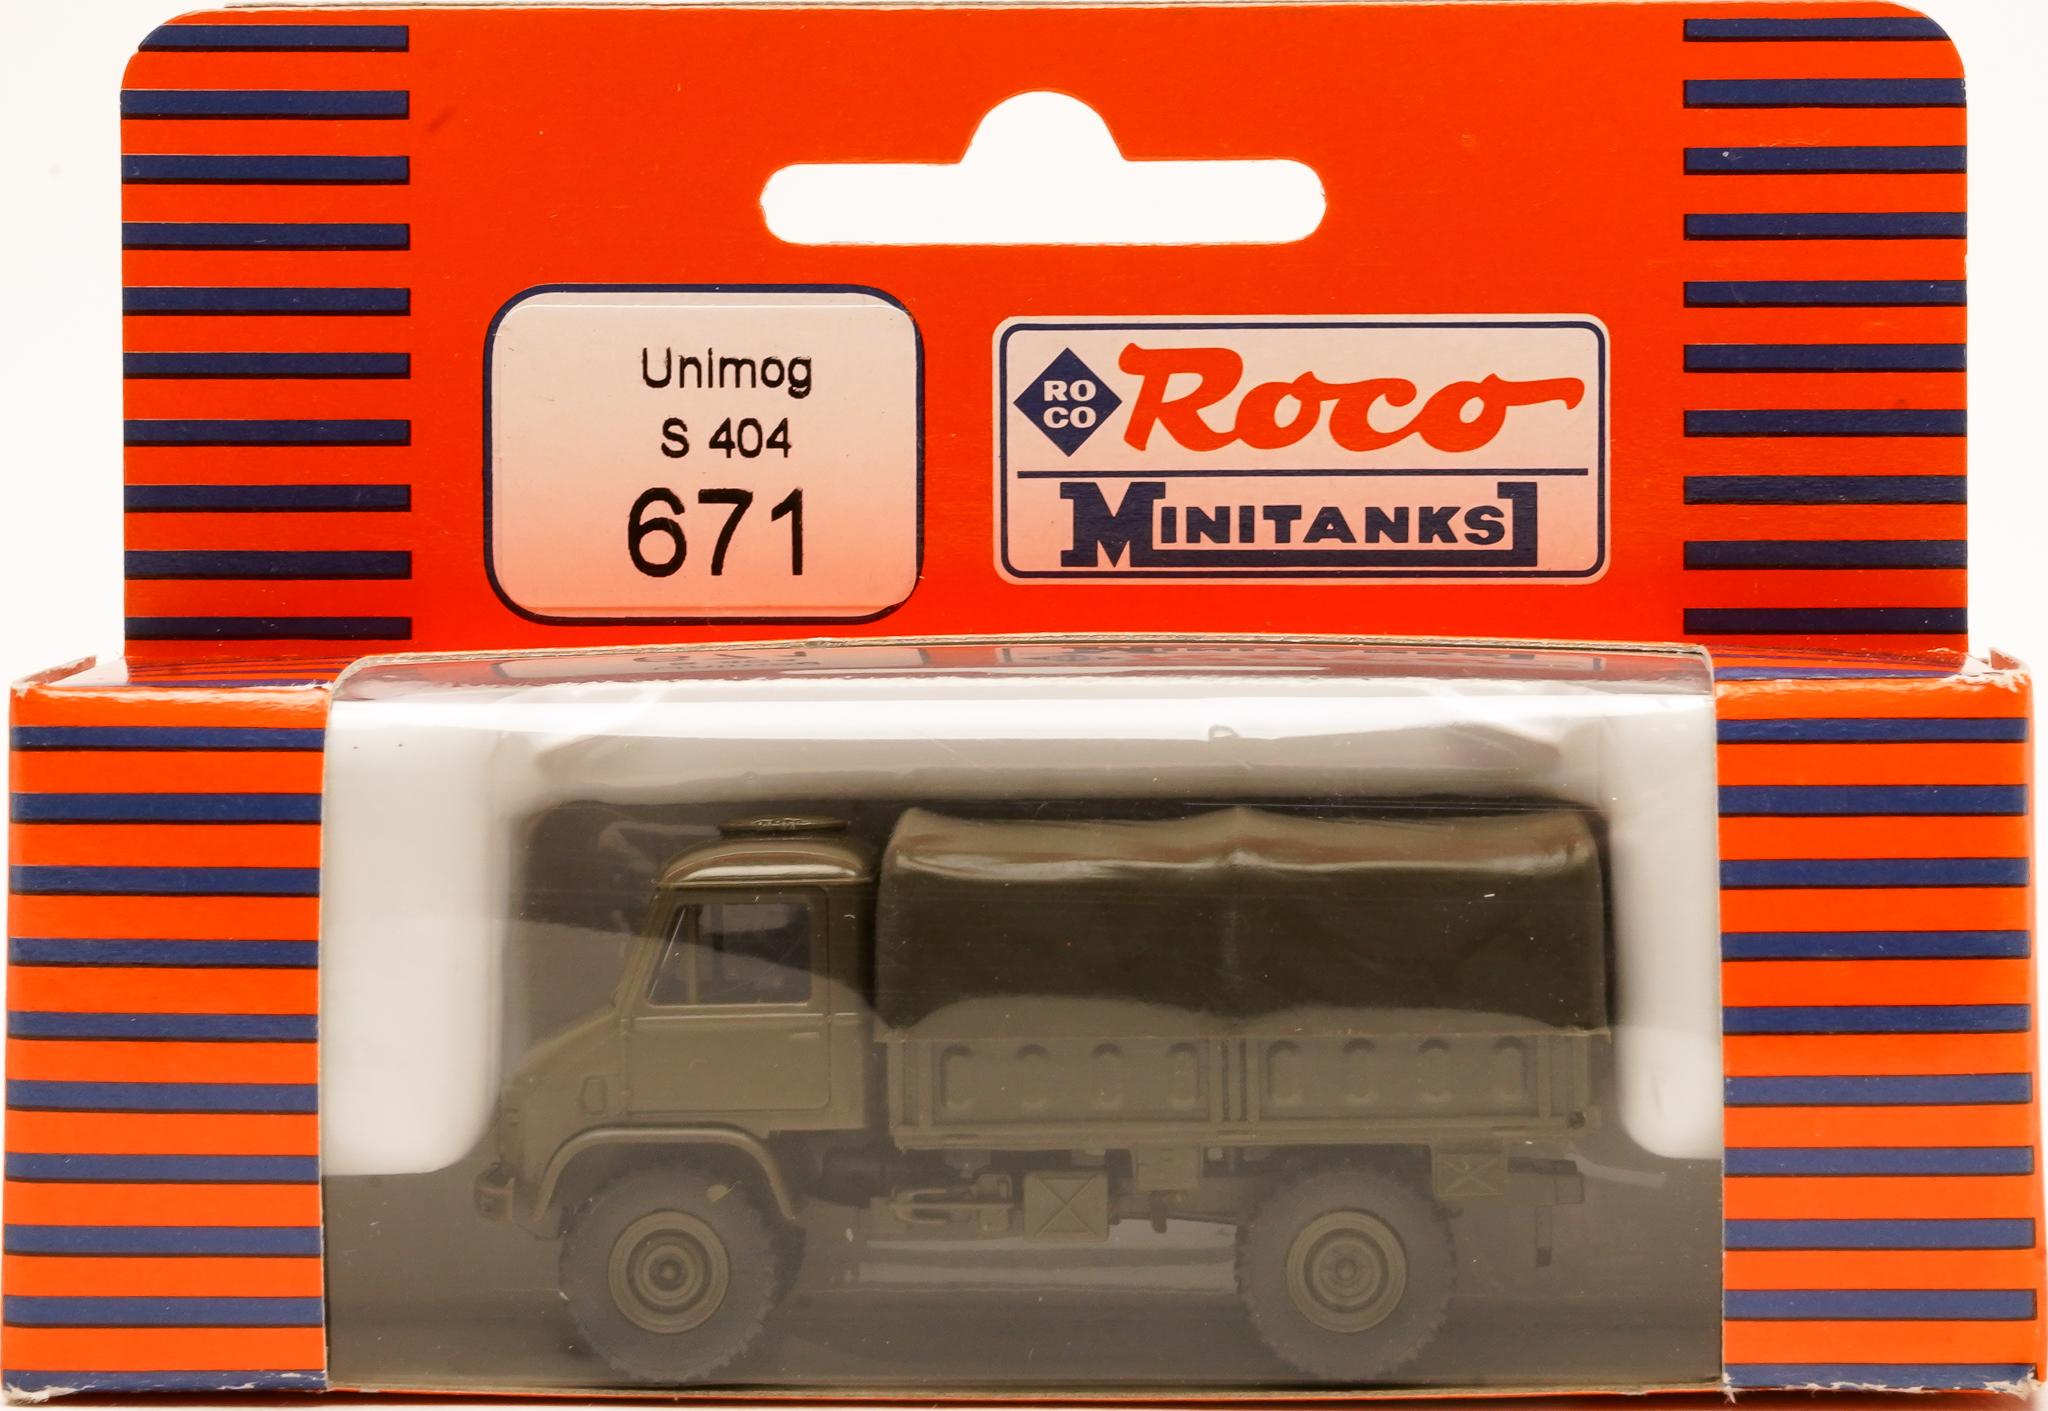 Unimog
S 404
671
RO
CO
Roco
MINITANKS